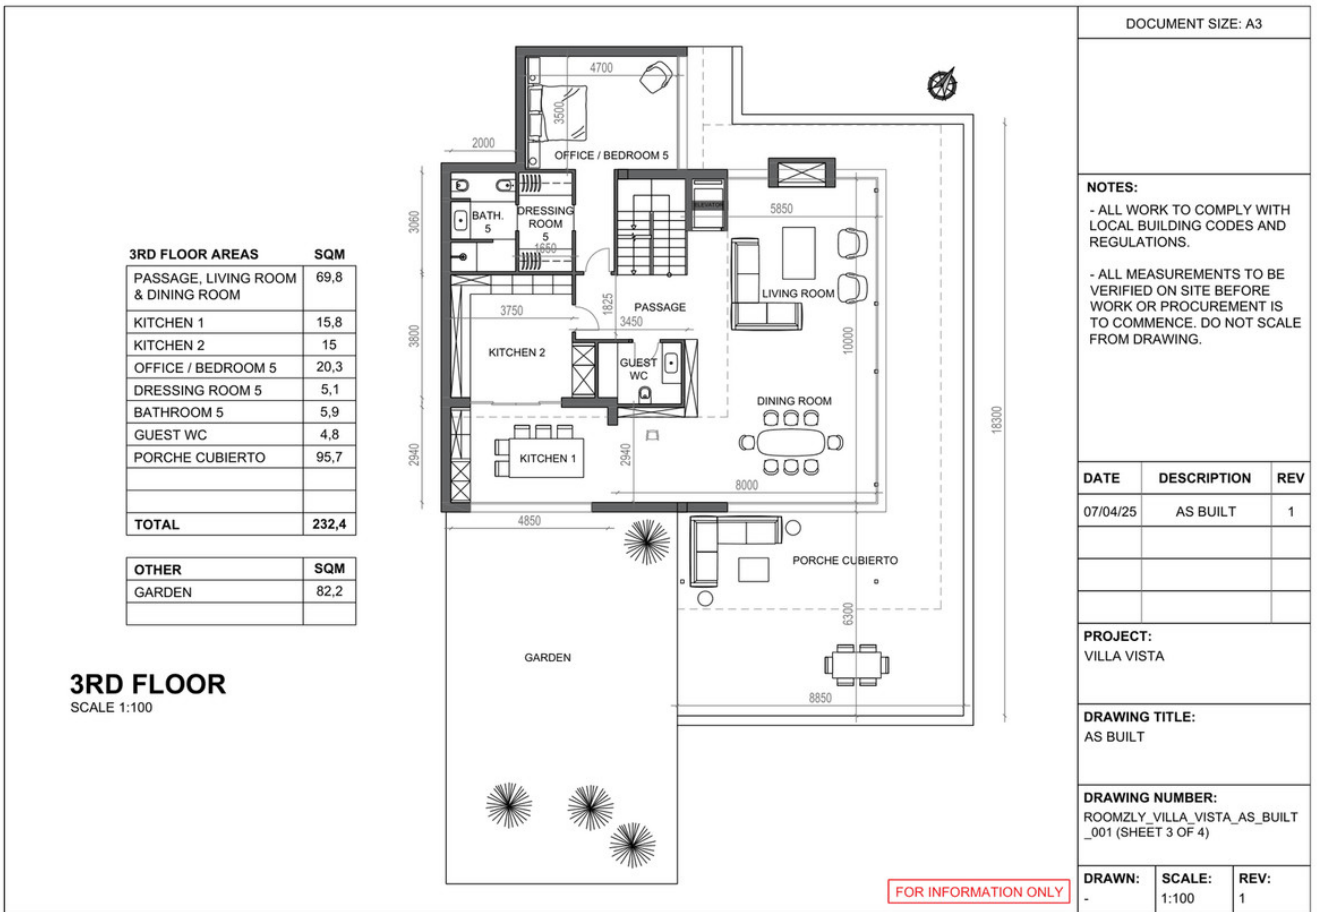 DOCUMENT SIZE: A3
NOTES:
- ALL WORK TO COMPLY WITH
LOCAL BUILDING CODES AND
REGULATIONS.
- ALL MEASUREMENTS TO BE
VERIFIED ON SITE BEFORE
WORK OR PROCUREMENT IS
TO COMMENCE. DO NOT SCALE
FROM DRAWING.
DATE DESCRIPTION REV
07/04/25 AS BUILT 1
PROJECT:
VILLA VISTA
DRAWING TITLE:
AS BUILT
DRAWING NUMBER:
ROOMZLY_VILLA_VISTA_AS_BUILT
_001 (SHEET 3 OF 4)
DRAWN: SCALE: REV:
- 1:100 1
3RD FLOOR AREAS SQM
PASSAGE, LIVING ROOM 69,8
& DINING ROOM
KITCHEN 1 15,8
KITCHEN 2 15
OFFICE / BEDROOM 5 20,3
DRESSING ROOM 5 5,1
BATHROOM 5 5,9
GUEST WC 4,8
PORCHE CUBIERTO 95,7
TOTAL 232,4
OTHER SQM
GARDEN 82,2
3RD FLOOR
SCALE 1:100
4700
3500
OFFICE / BEDROOM 5
2000
3060
BATH.
5
DRESSING
ROOM
5
1650
ELEVATOR
5850
LIVING ROOM
3750
1825
PASSAGE
3450
3800
KITCHEN 2
GUEST
WC
10000
DINING ROOM
18300
2940
KITCHEN 1
2940
8000
4850
PORCHE CUBIERTO
6300
GARDEN
8850
FOR INFORMATION ONLY